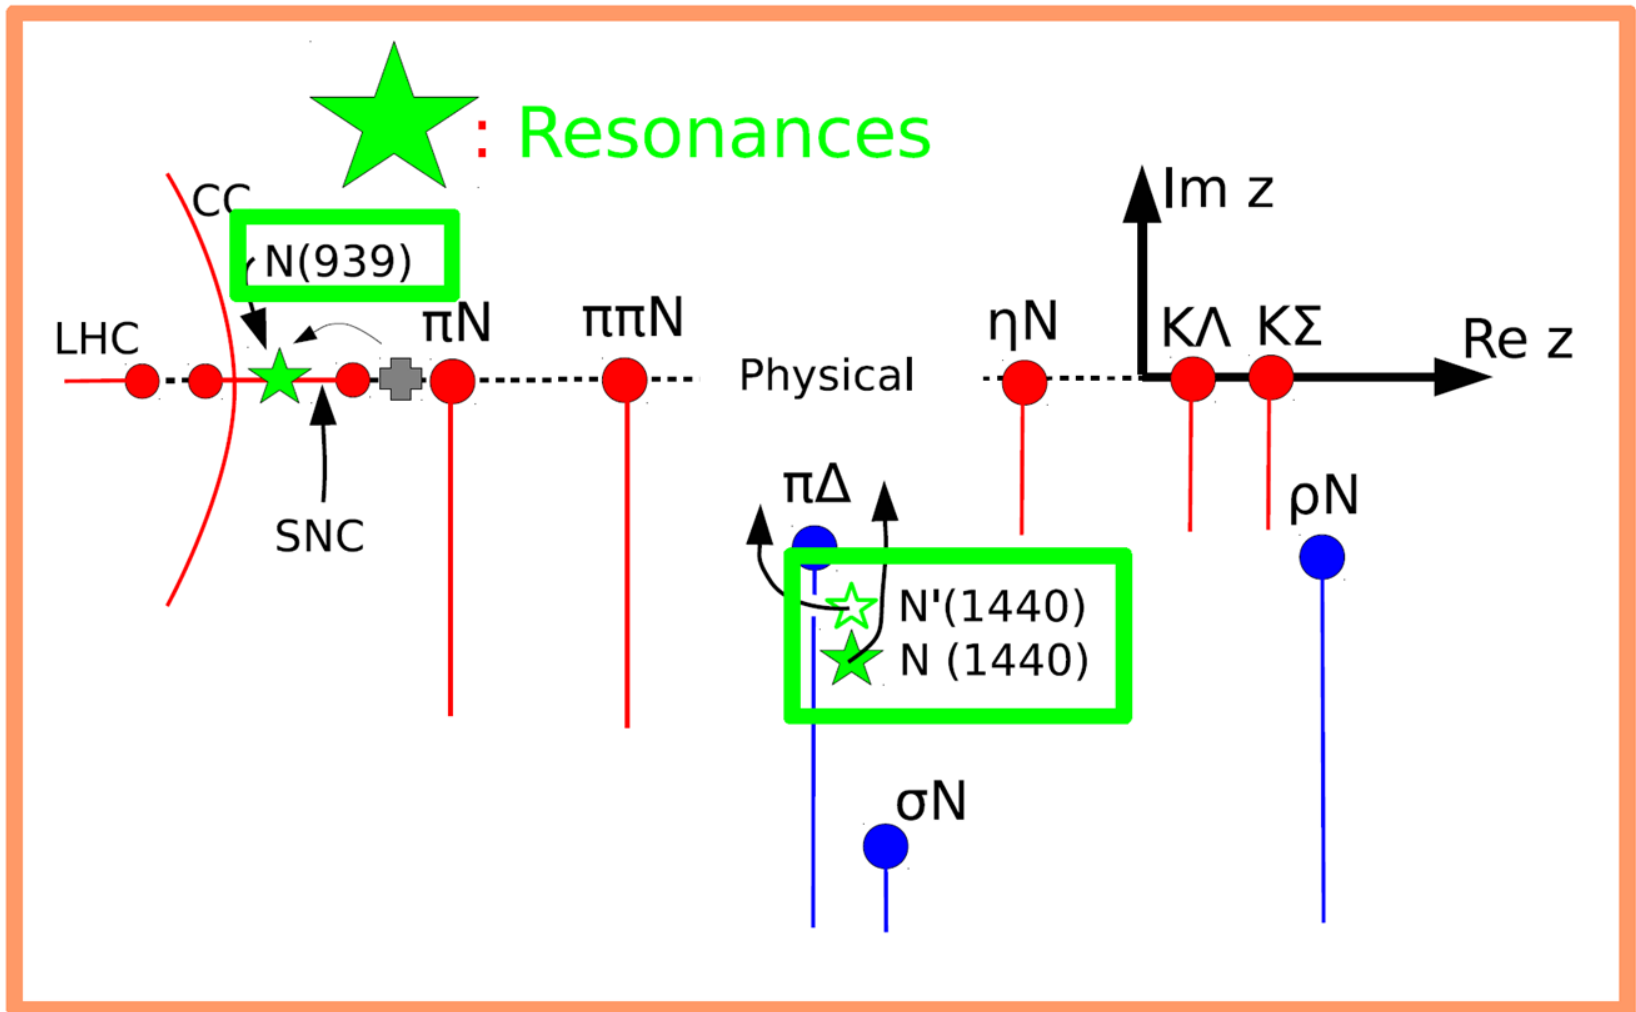 : Resonances
CC
N(939)
LHC
πN
ππN
Physical
ηN
Im z
KΛ
KΣ
Re z
SNC
πΔ
ρN
N'(1440)
N (1440)
σN